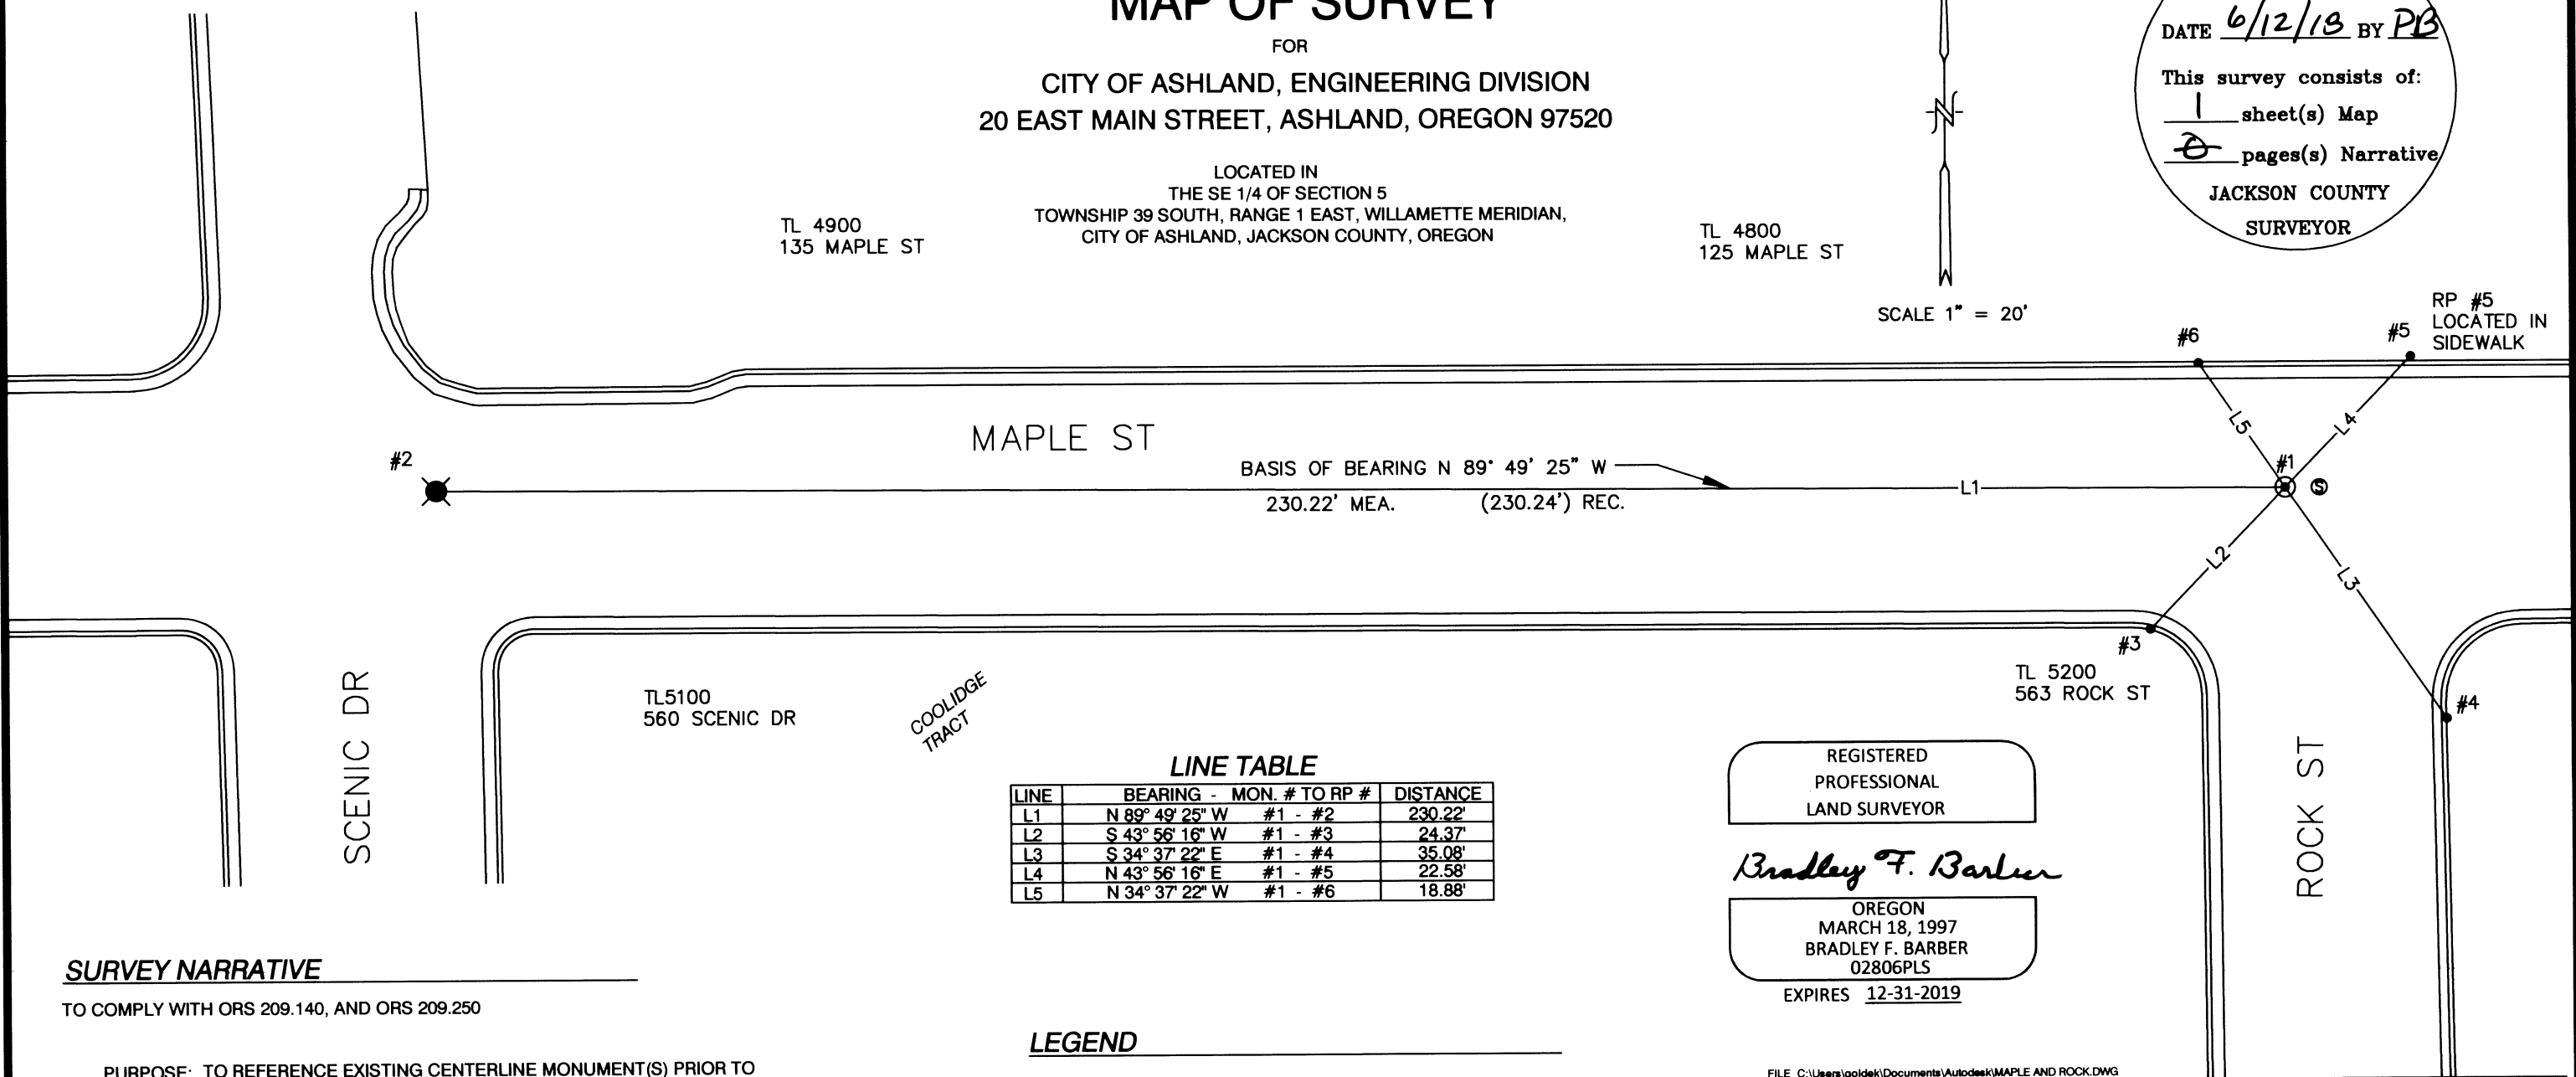 MAP OF SURVEY
FOR
CITY OF ASHLAND, ENGINEERING DIVISION
20 EAST MAIN STREET, ASHLAND, OREGON 97520
LOCATED IN
THE SE 1/4 OF SECTION 5
TOWNSHIP 39 SOUTH, RANGE 1 EAST, WILLAMETTE MERIDIAN,
CITY OF ASHLAND, JACKSON COUNTY, OREGON
N
SCALE 1" = 20'
DATE 6/12/18 BY PB
This survey consists of:
1 sheet(s) Map
0 pages(s) Narrative
JACKSON COUNTY
SURVEYOR
TL 4900
135 MAPLE ST
TL 4800
125 MAPLE ST
RP #5
LOCATED IN
SIDEWALK
#6
#5
L5
L4
MAPLE ST
#2
BASIS OF BEARING N 89° 49' 25" W
230.22' MEA. (230.24') REC.
L1
#1
S
L2
L3
#3
#4
TL 5200
563 ROCK ST
TL5100
560 SCENIC DR
COOLIDGE
TRACT
SCENIC DR
ROCK ST
LINE TABLE
LINE BEARING - MON. # TO RP # DISTANCE
L1 N 89° 49' 25" W #1 - #2 230.22'
L2 S 43° 56' 16" W #1 - #3 24.37'
L3 S 34° 37' 22" E #1 - #4 35.08'
L4 N 43° 56' 16" E #1 - #5 22.58'
L5 N 34° 37' 22" W #1 - #6 18.88'
REGISTERED
PROFESSIONAL
LAND SURVEYOR
Bradley F. Barber
OREGON
MARCH 18, 1997
BRADLEY F. BARBER
02806PLS
EXPIRES 12-31-2019
SURVEY NARRATIVE
TO COMPLY WITH ORS 209.140, AND ORS 209.250
PURPOSE: TO REFERENCE EXISTING CENTERLINE MONUMENT(S) PRIOR TO
LEGEND
FILE C:\Users\goldek\Documents\Autodesk\MAPLE AND ROCK.DWG